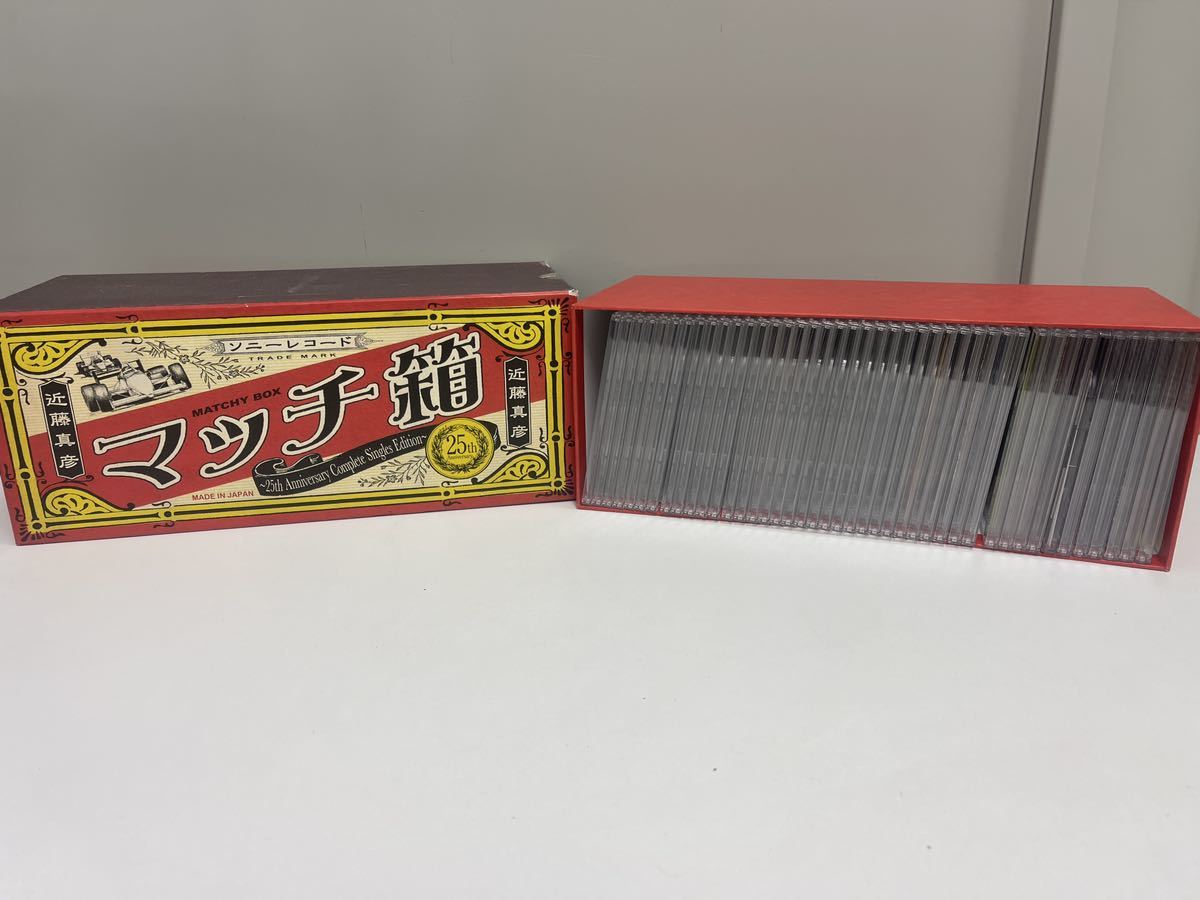 ソニーレコード
TRADE MARK
近藤真彦
MATCHY BOX
マッチ箱
近藤真彦
~25th Anniversary Complete Singles Edition~
25th
Anniversary
MADE IN JAPAN